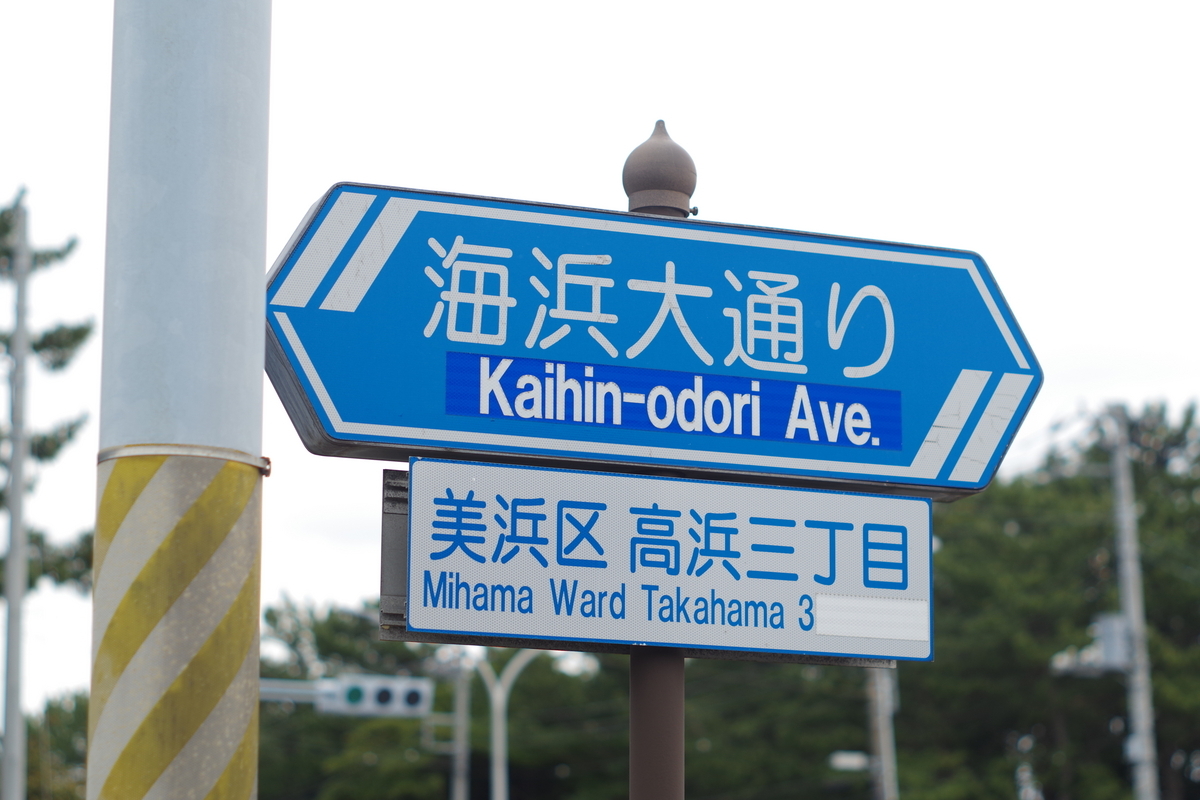 海浜大通り
Kaihin-odori Ave.
美浜区 高浜三丁目
Mihama Ward Takahama 3